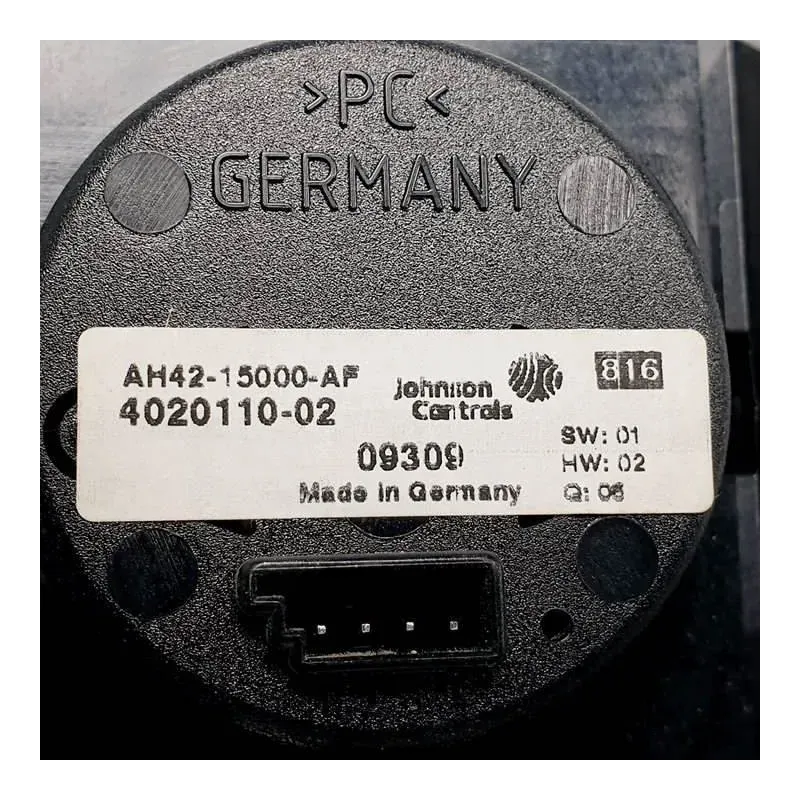 >PC<
GERMANY
AH42-15000-AF
4020110-02
Johnson
Controls
816
09309
Made in Germany
SW: 01
HW: 02
Q: 06